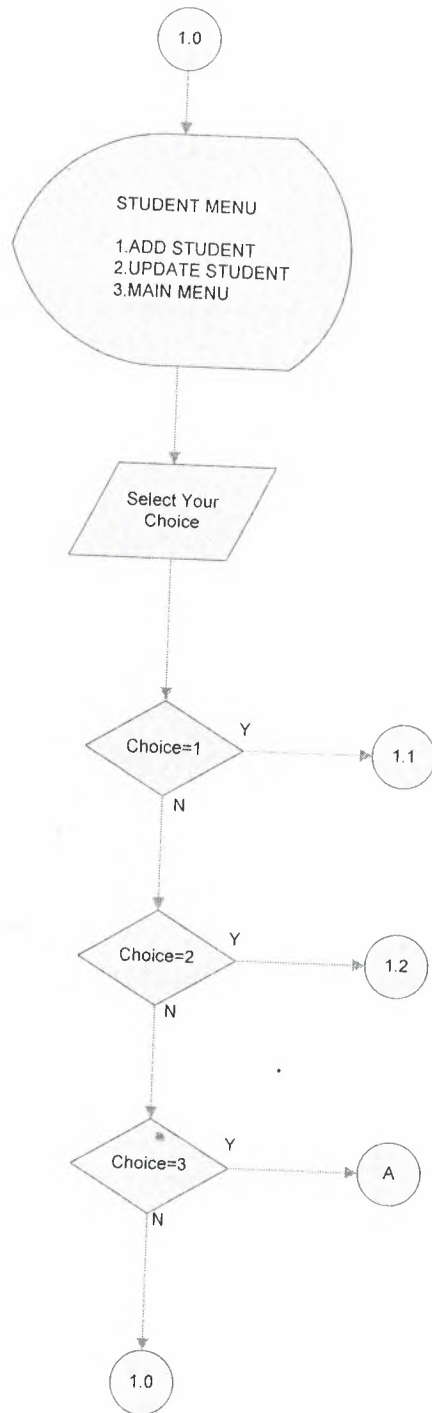 1.0
STUDENT MENU
1.ADD STUDENT
2.UPDATE STUDENT
3.MAIN MENU
Select Your
Choice
Choice=1
Y
1.1
N
Choice=2
Y
1.2
N
Choice=3
Y
A
N
1.0